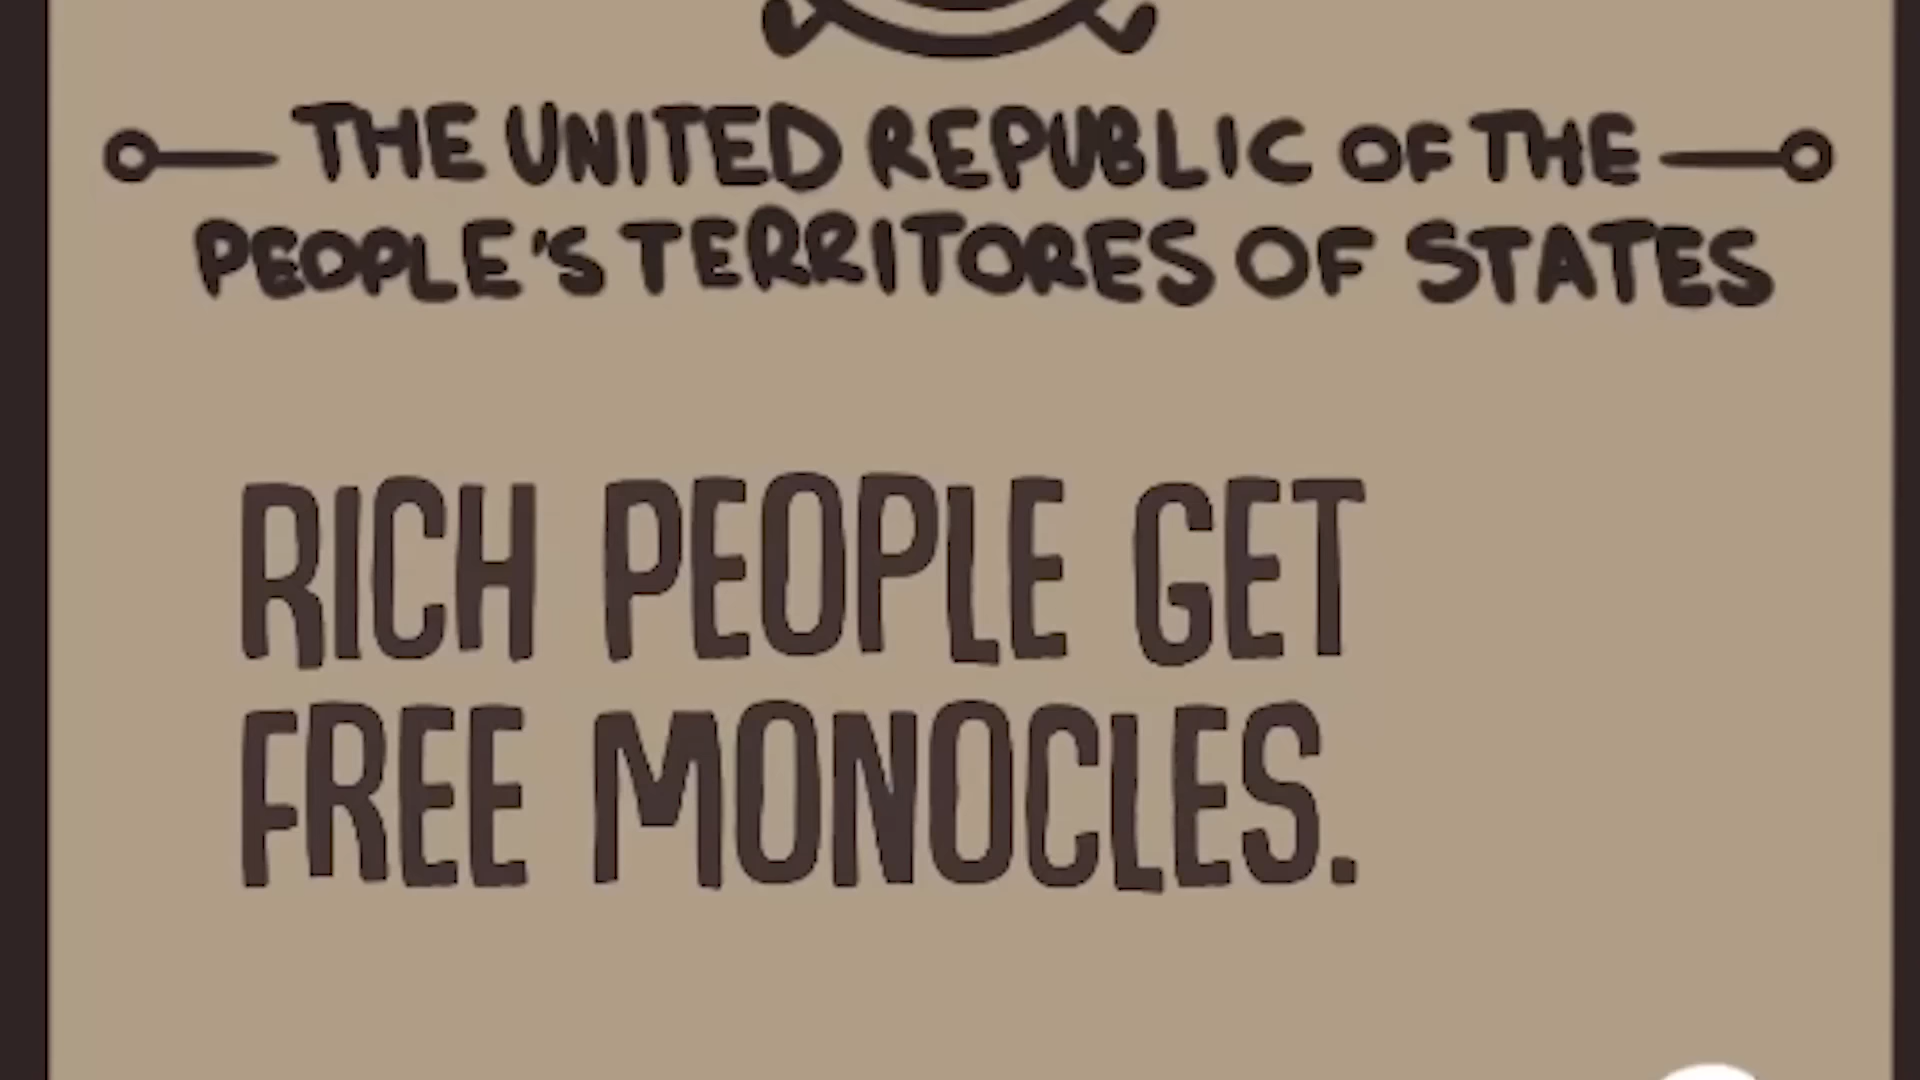 THE UNITED REPUBLIC OF THE
PEOPLE'S TERRITORES OF STATES
RICH PEOPLE GET
FREE MONOCLES.